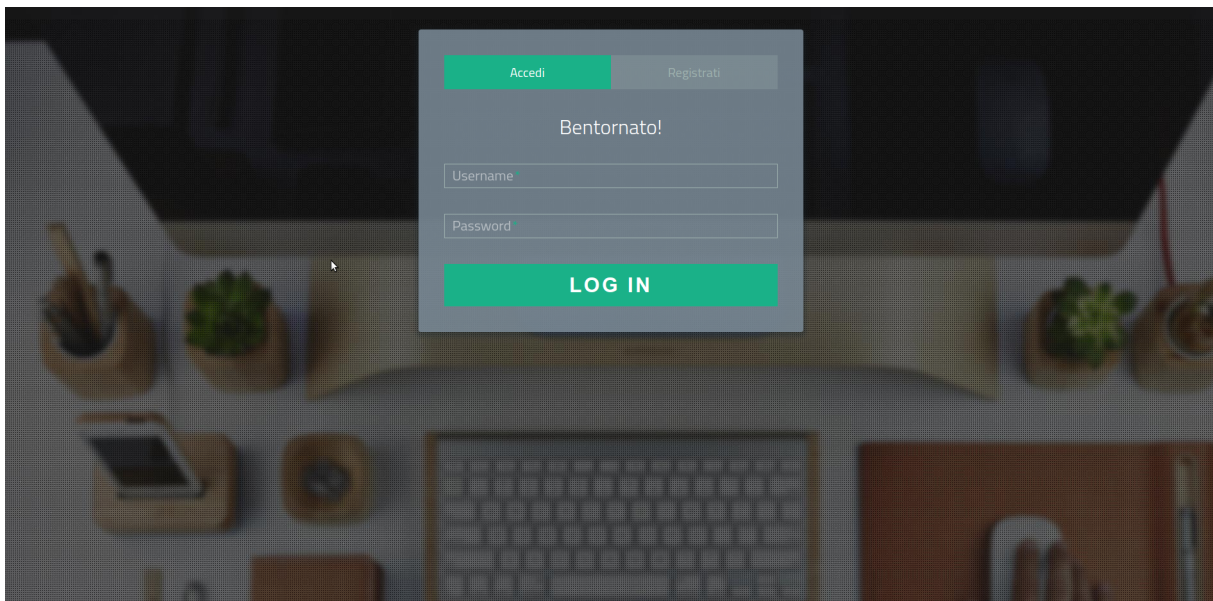 Accedi Registrati
Bentornato!
Username*
Password
LOG IN